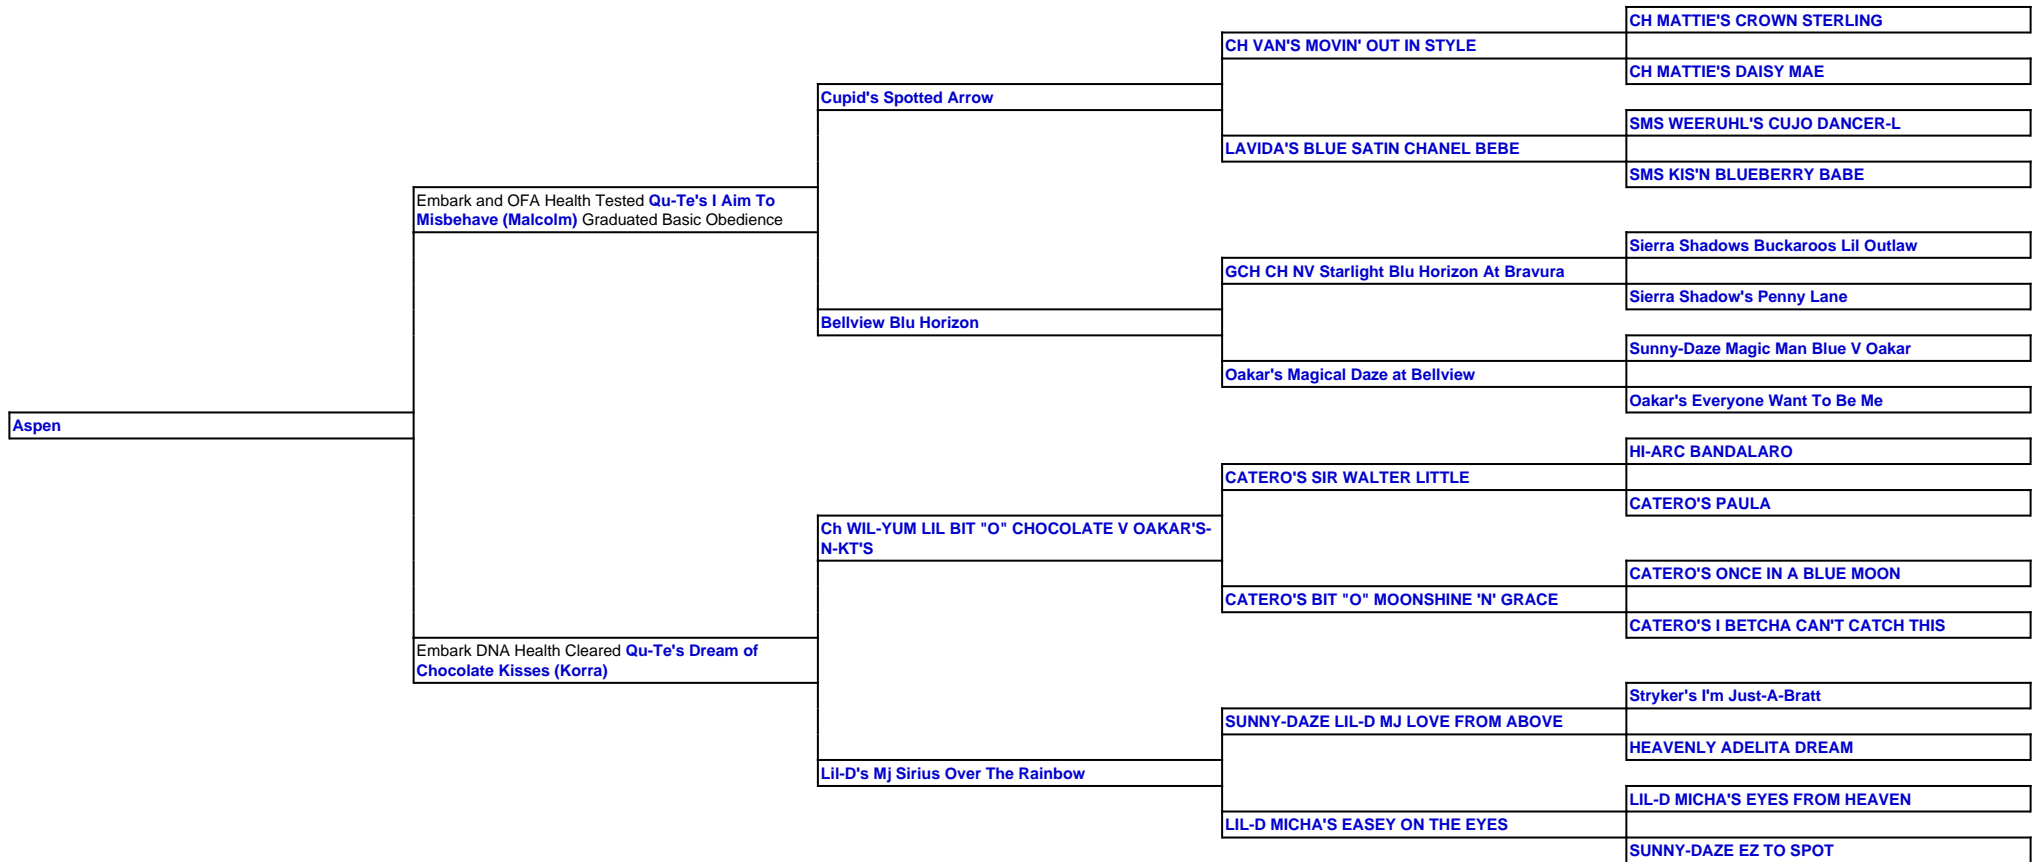 CH MATTIE'S CROWN STERLING
CH VAN'S MOVIN' OUT IN STYLE
CH MATTIE'S DAISY MAE
Cupid's Spotted Arrow
SMS WEERUHL'S CUJO DANCER-L
LAVIDA'S BLUE SATIN CHANEL BEBE
SMS KIS'N BLUEBERRY BABE
Embark and OFA Health Tested Qu-Te's I Aim To
Misbehave (Malcolm) Graduated Basic Obedience
Sierra Shadows Buckaroos Lil Outlaw
GCH CH NV Starlight Blu Horizon At Bravura
Sierra Shadow's Penny Lane
Bellview Blu Horizon
Sunny-Daze Magic Man Blue V Oakar
Oakar's Magical Daze at Bellview
Oakar's Everyone Want To Be Me
Aspen
HI-ARC BANDALARO
CATERO'S SIR WALTER LITTLE
CATERO'S PAULA
Ch WIL-YUM LIL BIT "O" CHOCOLATE V OAKAR'S-
N-KT'S
CATERO'S ONCE IN A BLUE MOON
CATERO'S BIT "O" MOONSHINE 'N' GRACE
CATERO'S I BETCHA CAN'T CATCH THIS
Embark DNA Health Cleared Qu-Te's Dream of
Chocolate Kisses (Korra)
Stryker's I'm Just-A-Bratt
SUNNY-DAZE LIL-D MJ LOVE FROM ABOVE
HEAVENLY ADELITA DREAM
Lil-D's Mj Sirius Over The Rainbow
LIL-D MICHA'S EYES FROM HEAVEN
LIL-D MICHA'S EASEY ON THE EYES
SUNNY-DAZE EZ TO SPOT